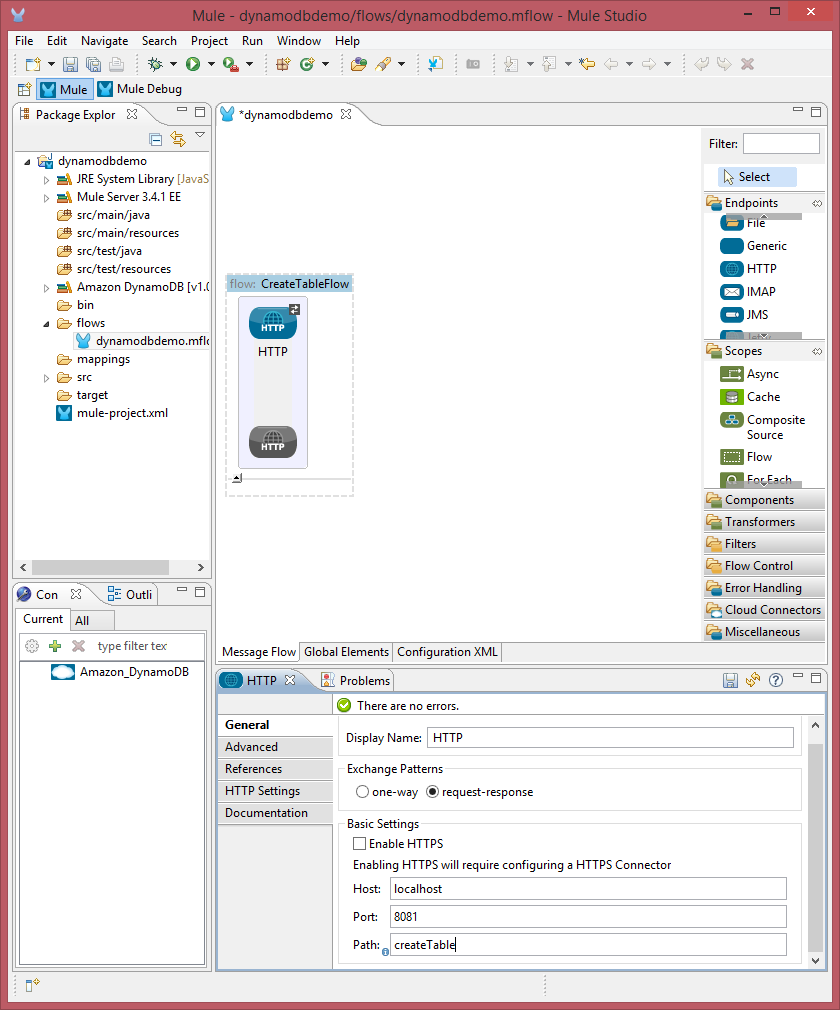 Mule - dynamodbdemo/flows/dynamodbdemo.mflow - Mule Studio
File Edit Navigate Search Project Run Window Help
Mule Mule Debug
Package Explor
dynamodbdemo
JRE System Library [JavaS
Mule Server 3.4.1 EE
src/main/java
src/main/resources
src/test/java
src/test/resources
Amazon DynamoDB [v1.0
bin
flows
dynamodbdemo.mflo
mappings
src
target
mule-project.xml
*dynamodbdemo
flow: CreateTableFlow
HTTP
HTTP
HTTP
Message Flow Global Elements Configuration XML
Filter:
Select
Endpoints
File
Generic
HTTP
IMAP
JMS
Scopes
Async
Cache
Composite
Source
Flow
For Each
Components
Transformers
Filters
Flow Control
Error Handling
Cloud Connectors
Miscellaneous
Con Outli
Current All
type filter tex
Amazon_DynamoDB
HTTP Problems
There are no errors.
General
Advanced
References
HTTP Settings
Documentation
Display Name: HTTP
Exchange Patterns
one-way request-response
Basic Settings
Enable HTTPS
Enabling HTTPS will require configuring a HTTPS Connector
Host: localhost
Port: 8081
Path: createTable